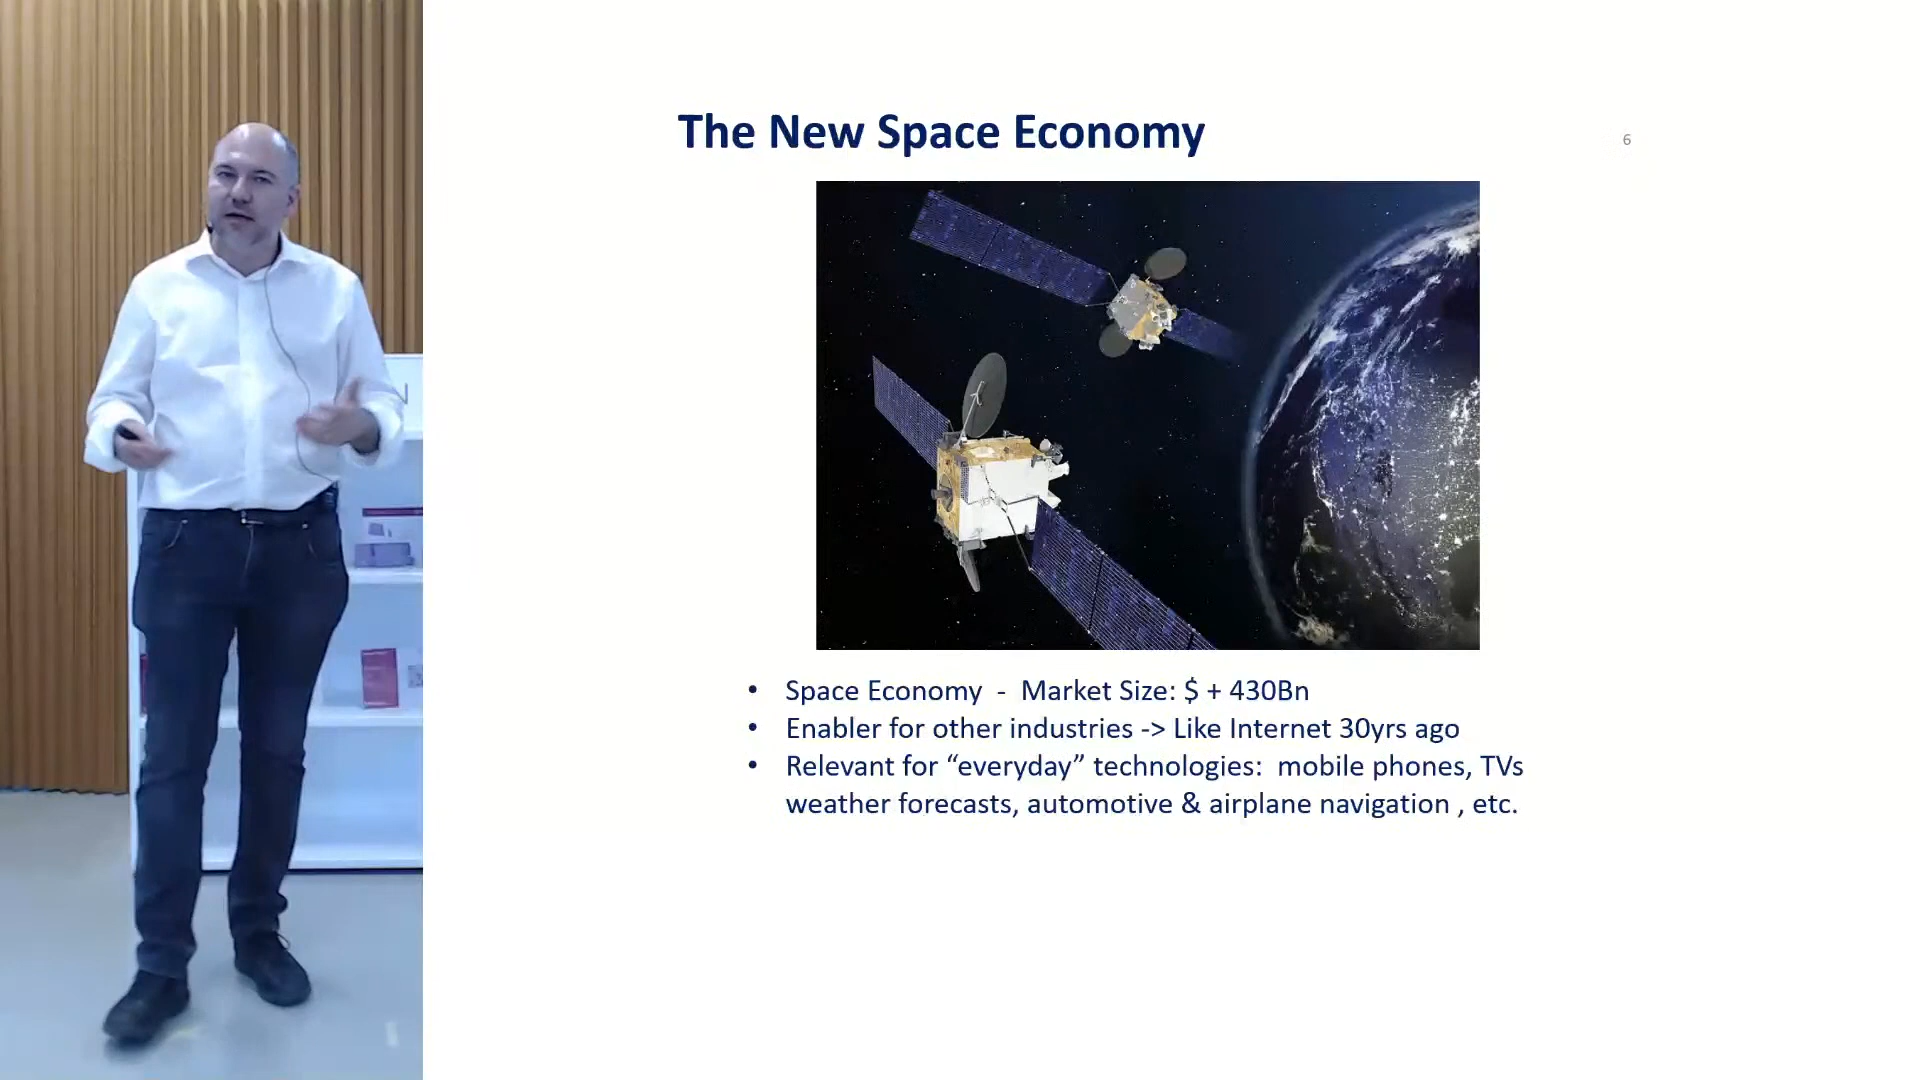 The New Space Economy
6
• Space Economy - Market Size: $ + 430Bn
• Enabler for other industries -> Like Internet 30yrs ago
• Relevant for “everyday” technologies: mobile phones, TVs
weather forecasts, automotive & airplane navigation , etc.